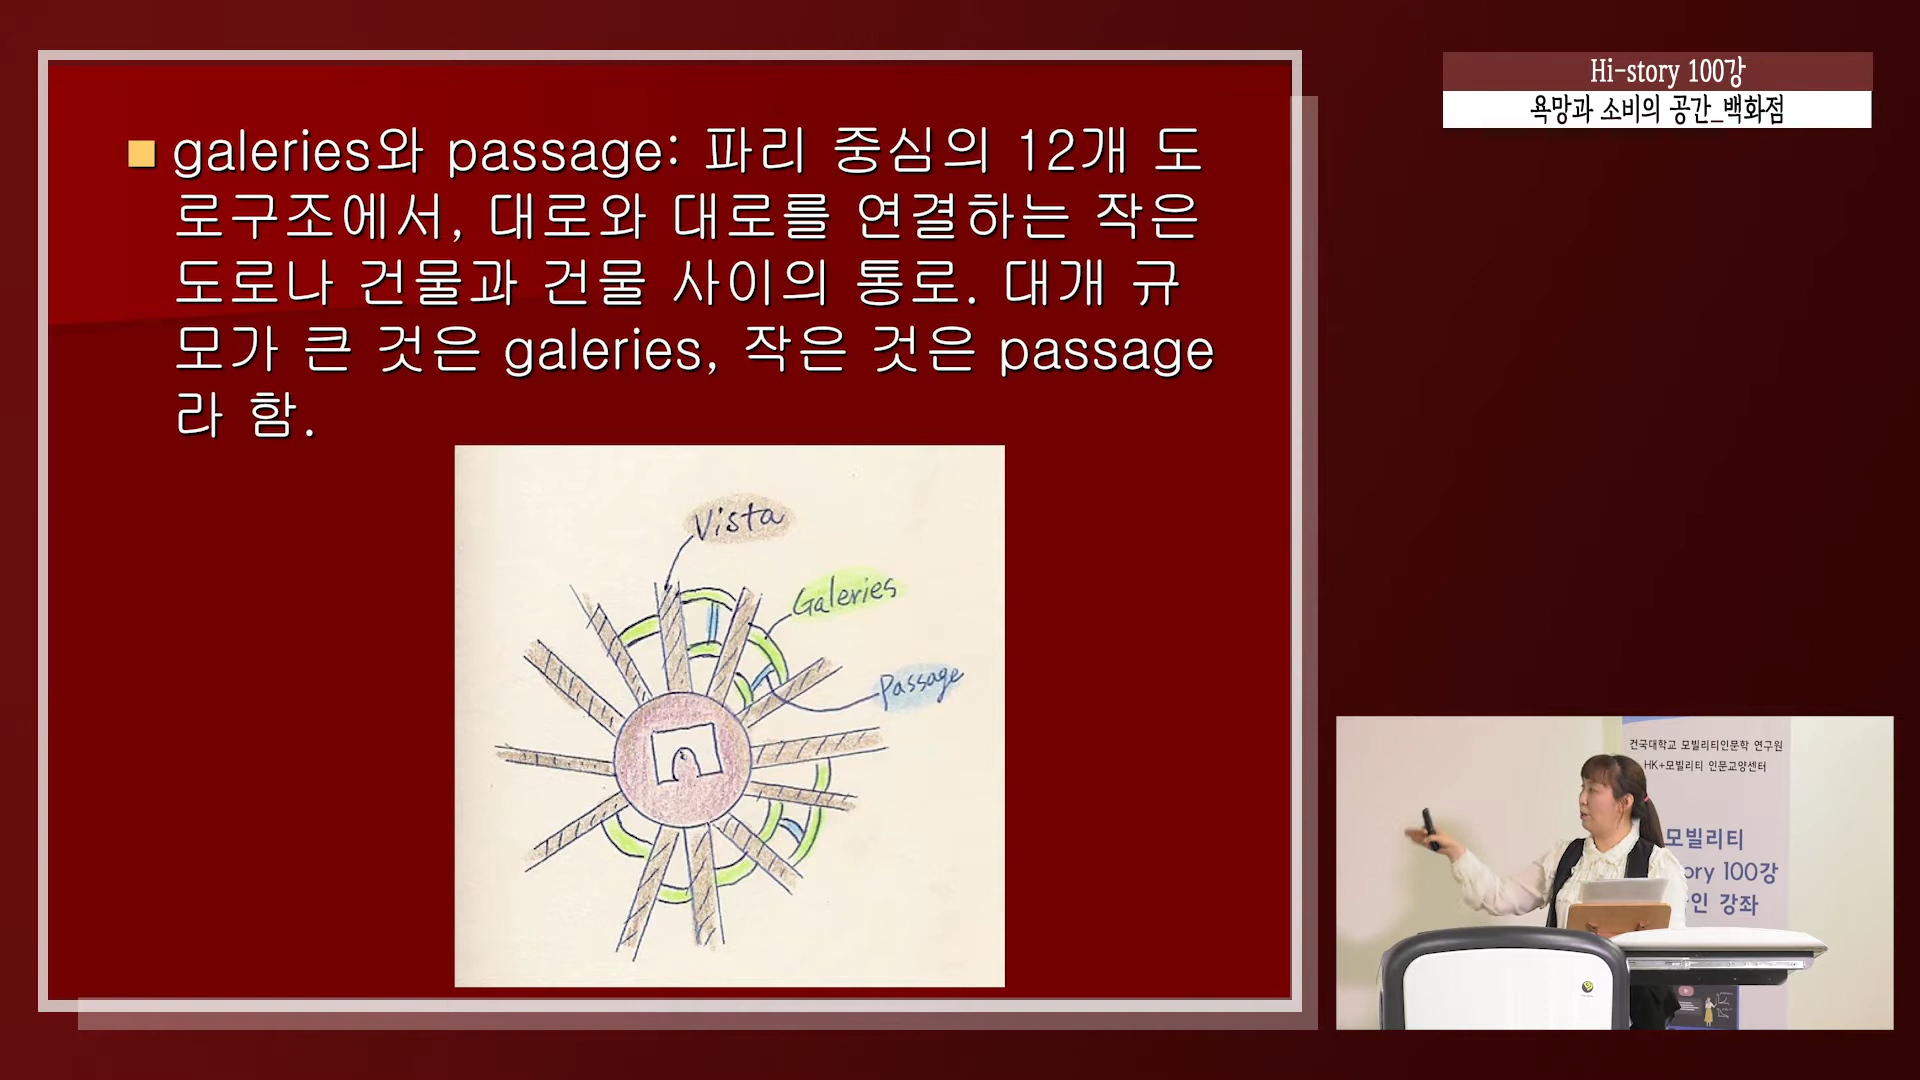 Hi-story 100강
욕망과 소비의 공간_백화점
galeries와 passage: 파리 중심의 12개 도
로구조에서, 대로와 대로를 연결하는 작은
도로나 건물과 건물 사이의 통로. 대개 규
모가 큰 것은 galeries, 작은 것은 passage
라 함.
Vista
Galeries
Passage
건국대학교 모빌리티인문학 연구원
HK+모빌리티 인문교양센터
모빌리티
ory 100강
인 강좌